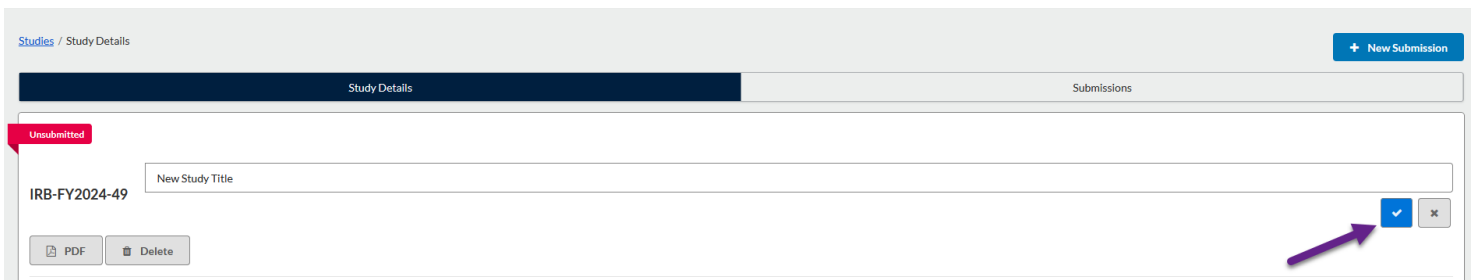 Studies / Study Details
+ New Submission
Study Details
Submissions
Unsubmitted
New Study Title
IRB-FY2024-49
PDF
Delete